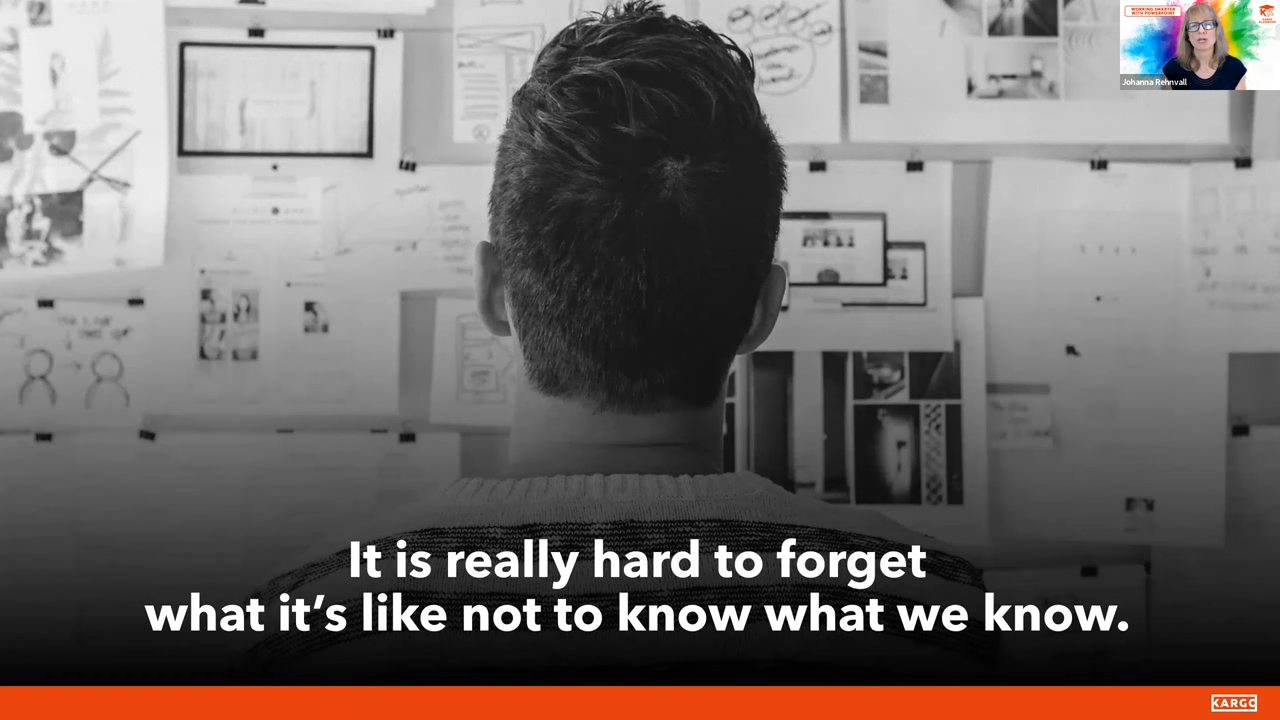 WORKING SMARTER
WITH POWERPOINT
Johanna Rehnvall
It is really hard to forget
what it’s like not to know what we know.
KARGO